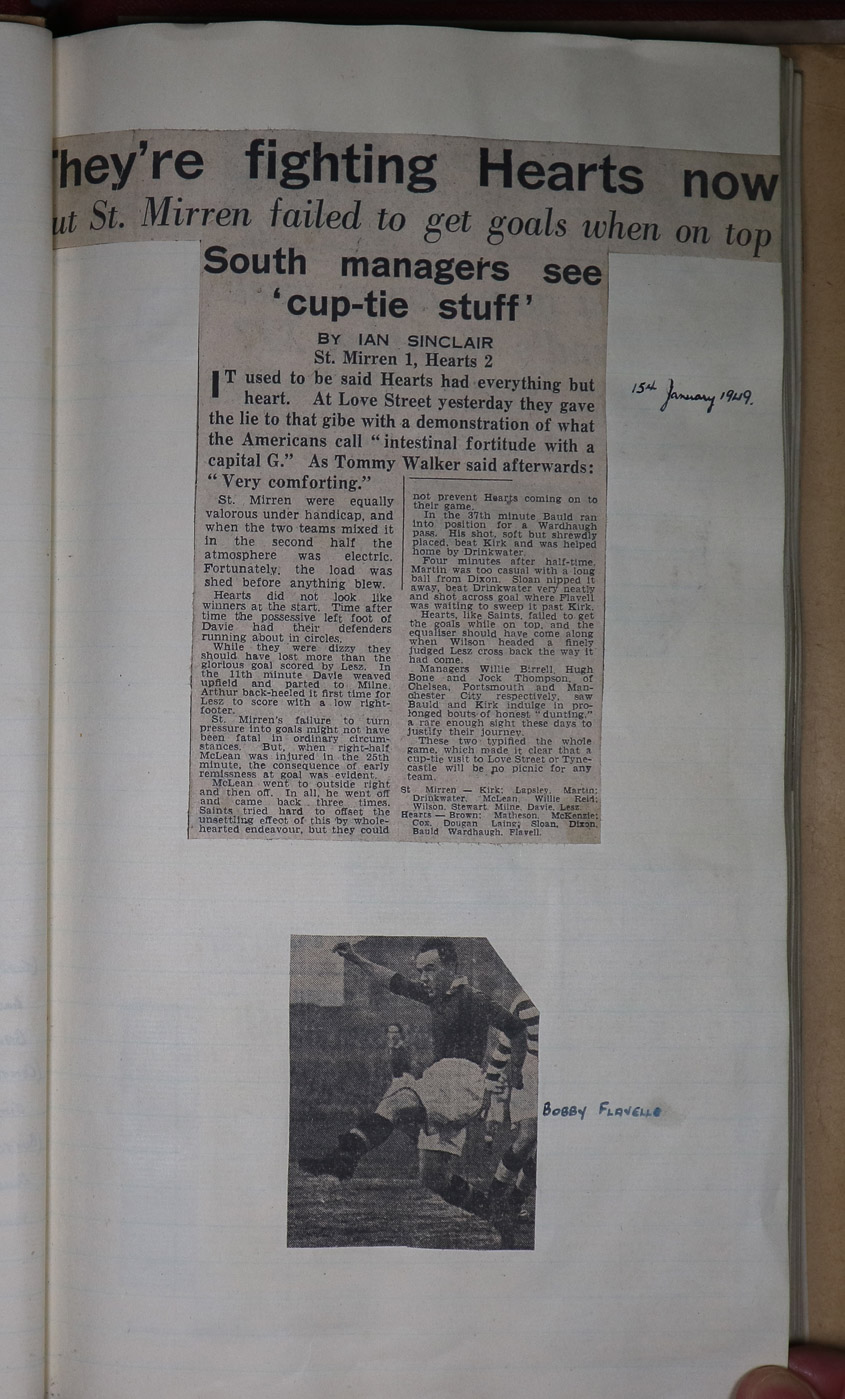 They're fighting Hearts now
ut St. Mirren failed to get goals when on top
South managers see
'cup-tie stuff'
BY IAN SINCLAIR
St. Mirren 1, Hearts 2
IT used to be said Hearts had everything but
heart. At Love Street yesterday they gave
the lie to that gibe with a demonstration of what
the Americans call "intestinal fortitude with a
capital G." As Tommy Walker said afterwards:
"Very comforting."
St. Mirren were equally
valorous under handicap, and
when the two teams mixed it
in the second half the
atmosphere was electric.
Fortunately, the load was
shed before anything blew.
Hearts did not look like
winners at the start. Time after
time the possessive left foot of
Davie had their defenders
running about in circles.
While they were dizzy they
should have lost more than the
glorious goal scored by Lesz. In
the 11th minute Davie weaved
upfield and parted to Milne.
Arthur back-heeled it first time for
Lesz to score with a low right-
footer.
St. Mirren's failure to turn
pressure into goals might not have
been fatal in ordinary circum-
stances. But, when right-half
McLean was injured in the 25th
minute, the consequence of early
remissness at goal was evident.
McLean went to outside right
and then off. In all, he went off
and came back three times.
Saints tried hard to offset the
unsettling effect of this by whole-
hearted endeavour, but they could
not prevent Hearts coming on to
their game.
In the 37th minute Bauld ran
into position for a Wardhaugh
pass. His shot, soft but shrewdly
placed, beat Kirk and was helped
home by Drinkwater.
Four minutes after half-time,
Martin was too casual with a long
ball from Dixon. Sloan nipped it
away, beat Drinkwater very neatly
and shot across goal where Flavell
was waiting to sweep it past Kirk.
Hearts, like Saints, failed to get
the goals while on top, and the
equaliser should have come along
when Wilson headed a finely
judged Lesz cross back the way it
had come.
Managers Willie Birrell, Hugh
Bone and Jock Thompson, of
Chelsea, Portsmouth and Man-
chester City respectively, saw
Bauld and Kirk indulge in pro-
longed bouts of honest "dunting,"
a rare enough sight these days to
justify their journey.
These two typified the whole
game, which made it clear that a
cup-tie visit to Love Street or Tyne-
castle will be no picnic for any
team.
St Mirren — Kirk; Lapsley, Martin;
Drinkwater, McLean, Willie Reid;
Wilson, Stewart, Milne, Davie, Lesz.
Hearts — Brown; Matheson, McKenzie;
Cox, Dougan Laing; Sloan, Dixon,
Bauld Wardhaugh, Flavell.
15th January 1949.
BOBBY FLAVELLE